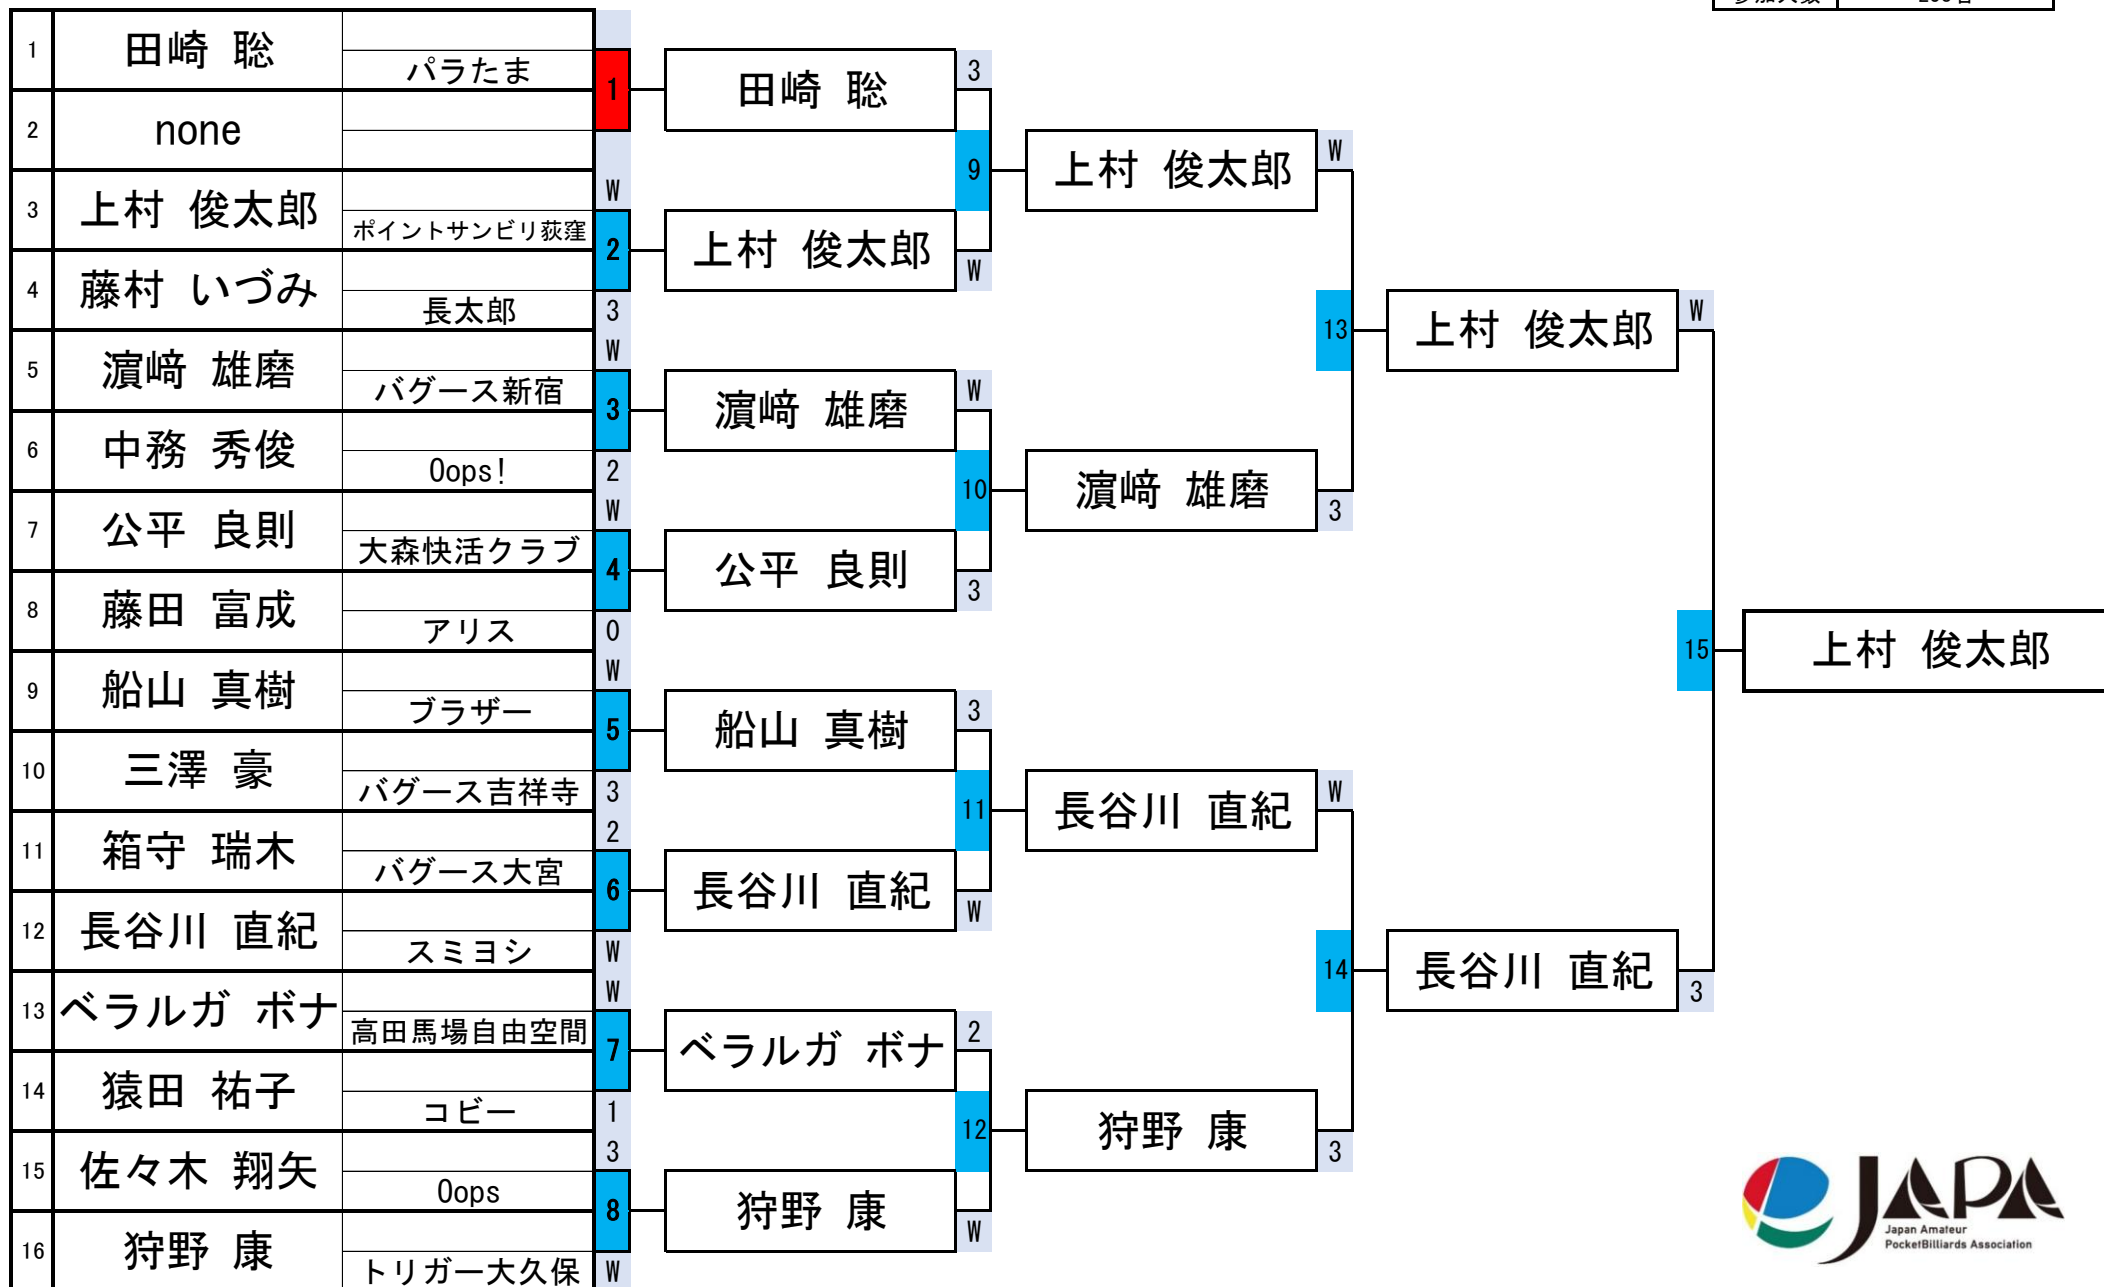 1 田崎 聡 パラたま
2 none
3 上村 俊太郎 ポイントサンビリ荻窪 W
4 藤村 いづみ 長太郎 3
5 濵﨑 雄磨 バグース新宿 W
6 中務 秀俊 Oops! 2
7 公平 良則 大森快活クラブ W
8 藤田 富成 アリス 0
9 船山 真樹 ブラザー W
10 三澤 豪 バグース吉祥寺 3
11 箱守 瑞木 バグース大宮 2
12 長谷川 直紀 スミヨシ W
13 ベラルガ ボナ 高田馬場自由空間 W
14 猿田 祐子 コビー 1
15 佐々木 翔矢 Oops 3
16 狩野 康 トリガー大久保 W
1 田崎 聡 3
2 上村 俊太郎 W
3 濵﨑 雄磨 W
4 公平 良則 3
5 船山 真樹 3
6 長谷川 直紀 W
7 ベラルガ ボナ 2
8 狩野 康 W
9 上村 俊太郎 W
10 濵﨑 雄磨 3
11 長谷川 直紀 W
12 狩野 康 3
13 上村 俊太郎 W
14 長谷川 直紀 3
15 上村 俊太郎
JAPA
Japan Amateur
PocketBilliards Association